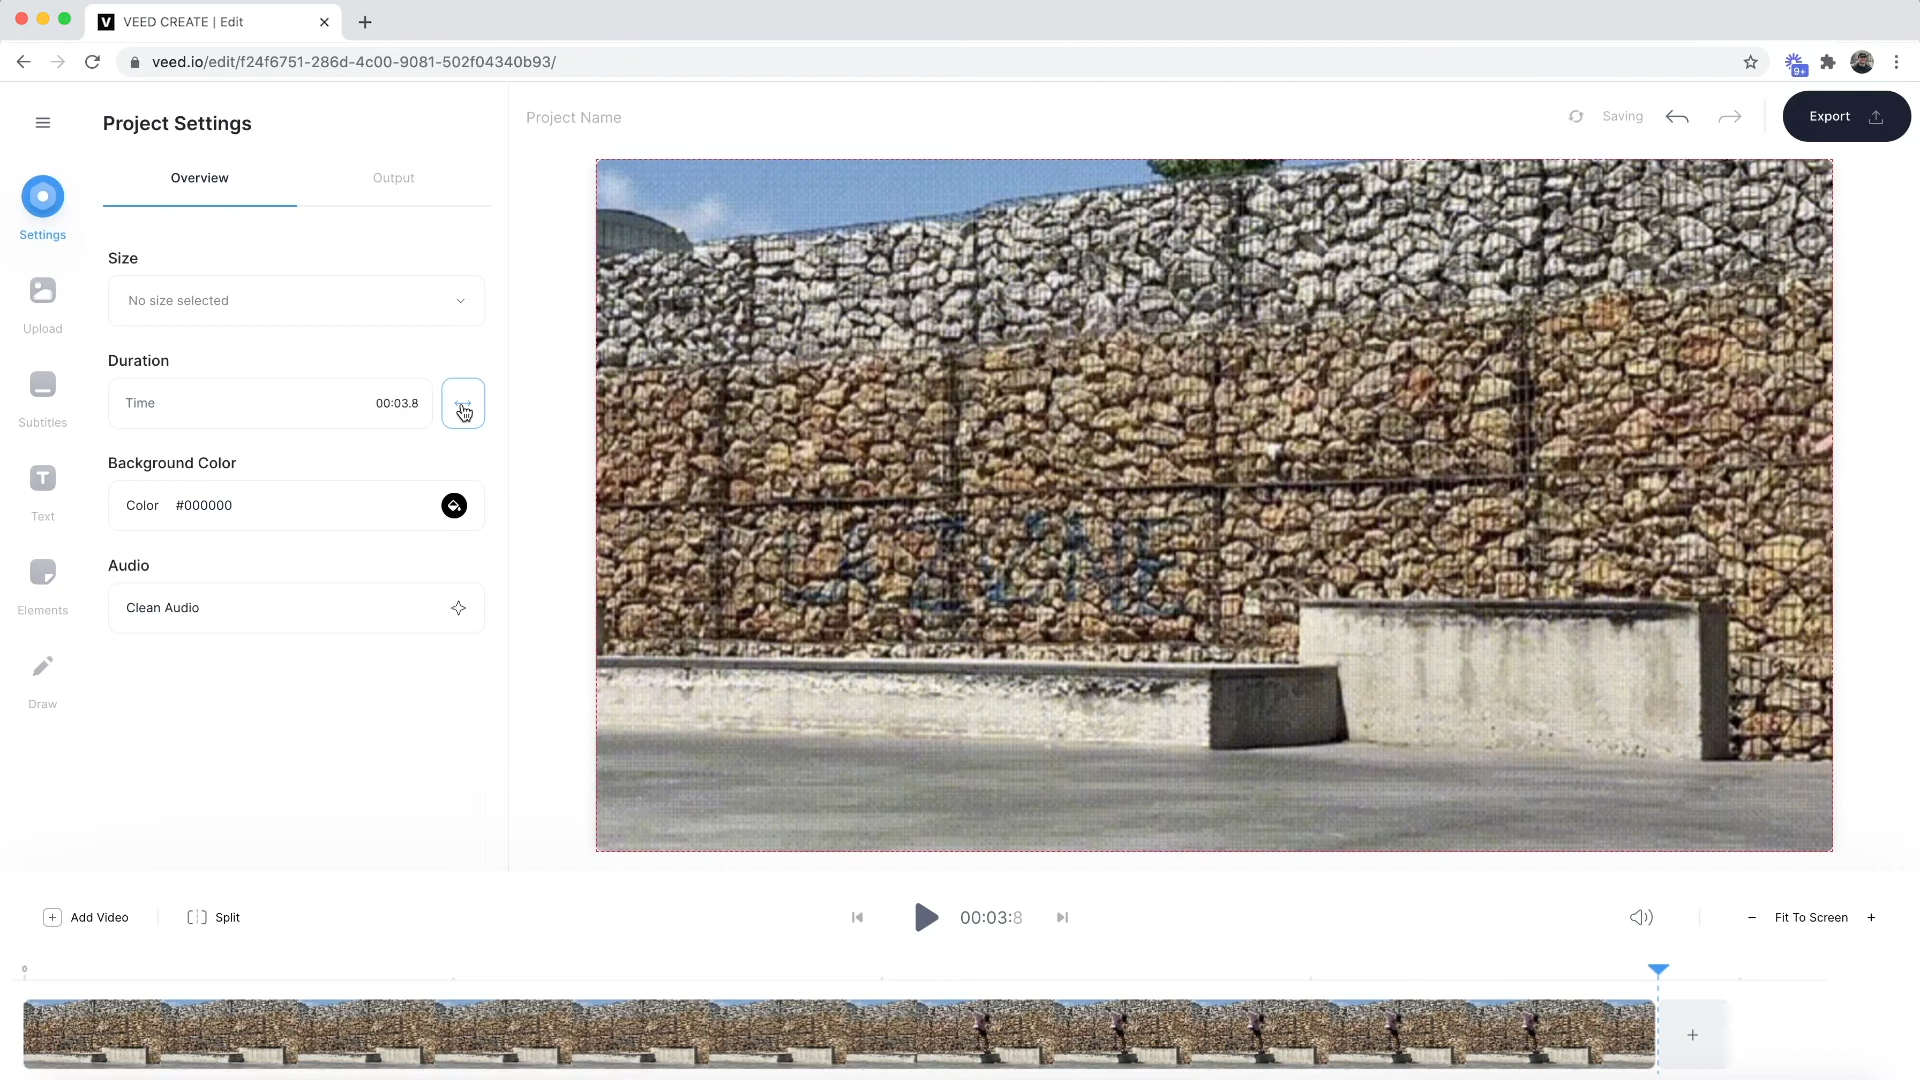 VEED CREATE | Edit
veed.io/edit/f24f6751-286d-4c00-9081-502f04340b93/
9+
Project Settings
Project Name
Saving
Export
Overview
Output
Settings
Size
No size selected
Upload
Duration
Time
00:03.8
Subtitles
Background Color
Color #000000
Text
Audio
Clean Audio
Elements
Draw
Add Video
Split
00:03:8
Fit To Screen
0